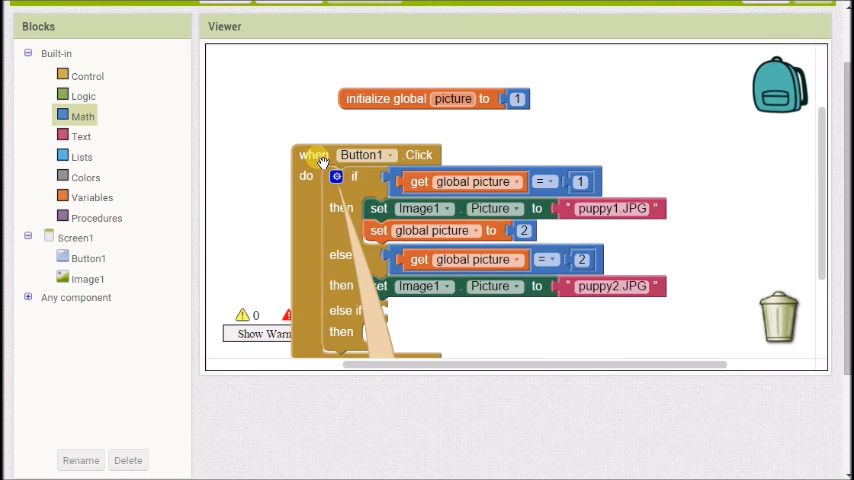 Blocks
Viewer
Built-in
Control
Logic
Math
Text
Lists
Colors
Variables
Procedures
Screen1
Button1
Image1
Any component
Rename
Delete
initialize global picture to 1
when Button1 .Click
do if get global picture = 1
then set Image1 . Picture to " puppy1.JPG "
set global picture to 2
else get global picture = 2
then set Image1 . Picture to " puppy2.JPG "
else if
then
0
Show Warn